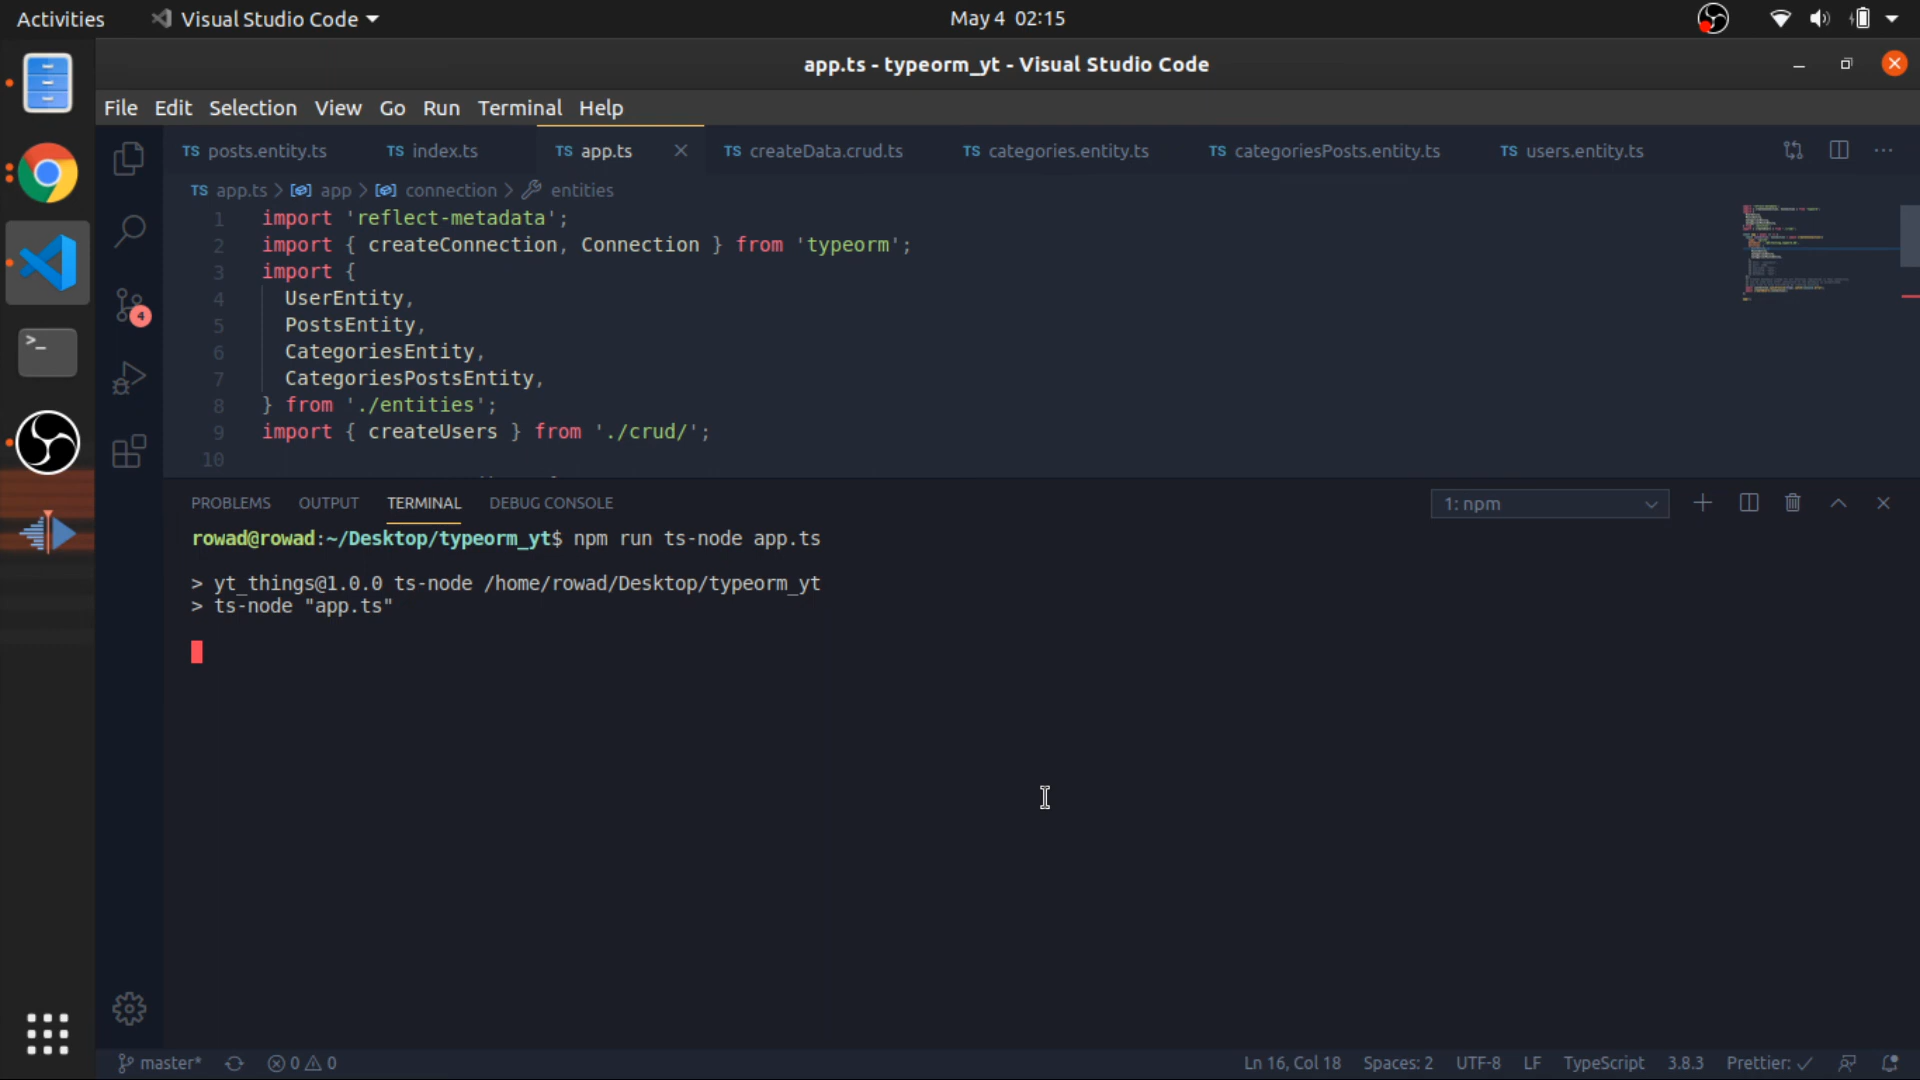 Activities
Visual Studio Code
May 4 02:15
app.ts - typeorm_yt - Visual Studio Code
File Edit Selection View Go Run Terminal Help
TS posts.entity.ts
TS index.ts
TS app.ts
TS createData.crud.ts
TS categories.entity.ts
TS categoriesPosts.entity.ts
TS users.entity.ts
TS app.ts > app > connection > entities
1 import 'reflect-metadata';
2 import { createConnection, Connection } from 'typeorm';
3 import {
4 UserEntity,
5 PostsEntity,
6 CategoriesEntity,
7 CategoriesPostsEntity,
8 } from './entities';
9 import { createUsers } from './crud/';
10
4
PROBLEMS OUTPUT TERMINAL DEBUG CONSOLE
1: npm
rowad@rowad:~/Desktop/typeorm_yt$ npm run ts-node app.ts
> yt_things@1.0.0 ts-node /home/rowad/Desktop/typeorm_yt
> ts-node "app.ts"
master* 0 0
Ln 16, Col 18 Spaces: 2 UTF-8 LF TypeScript 3.8.3 Prettier: ✓